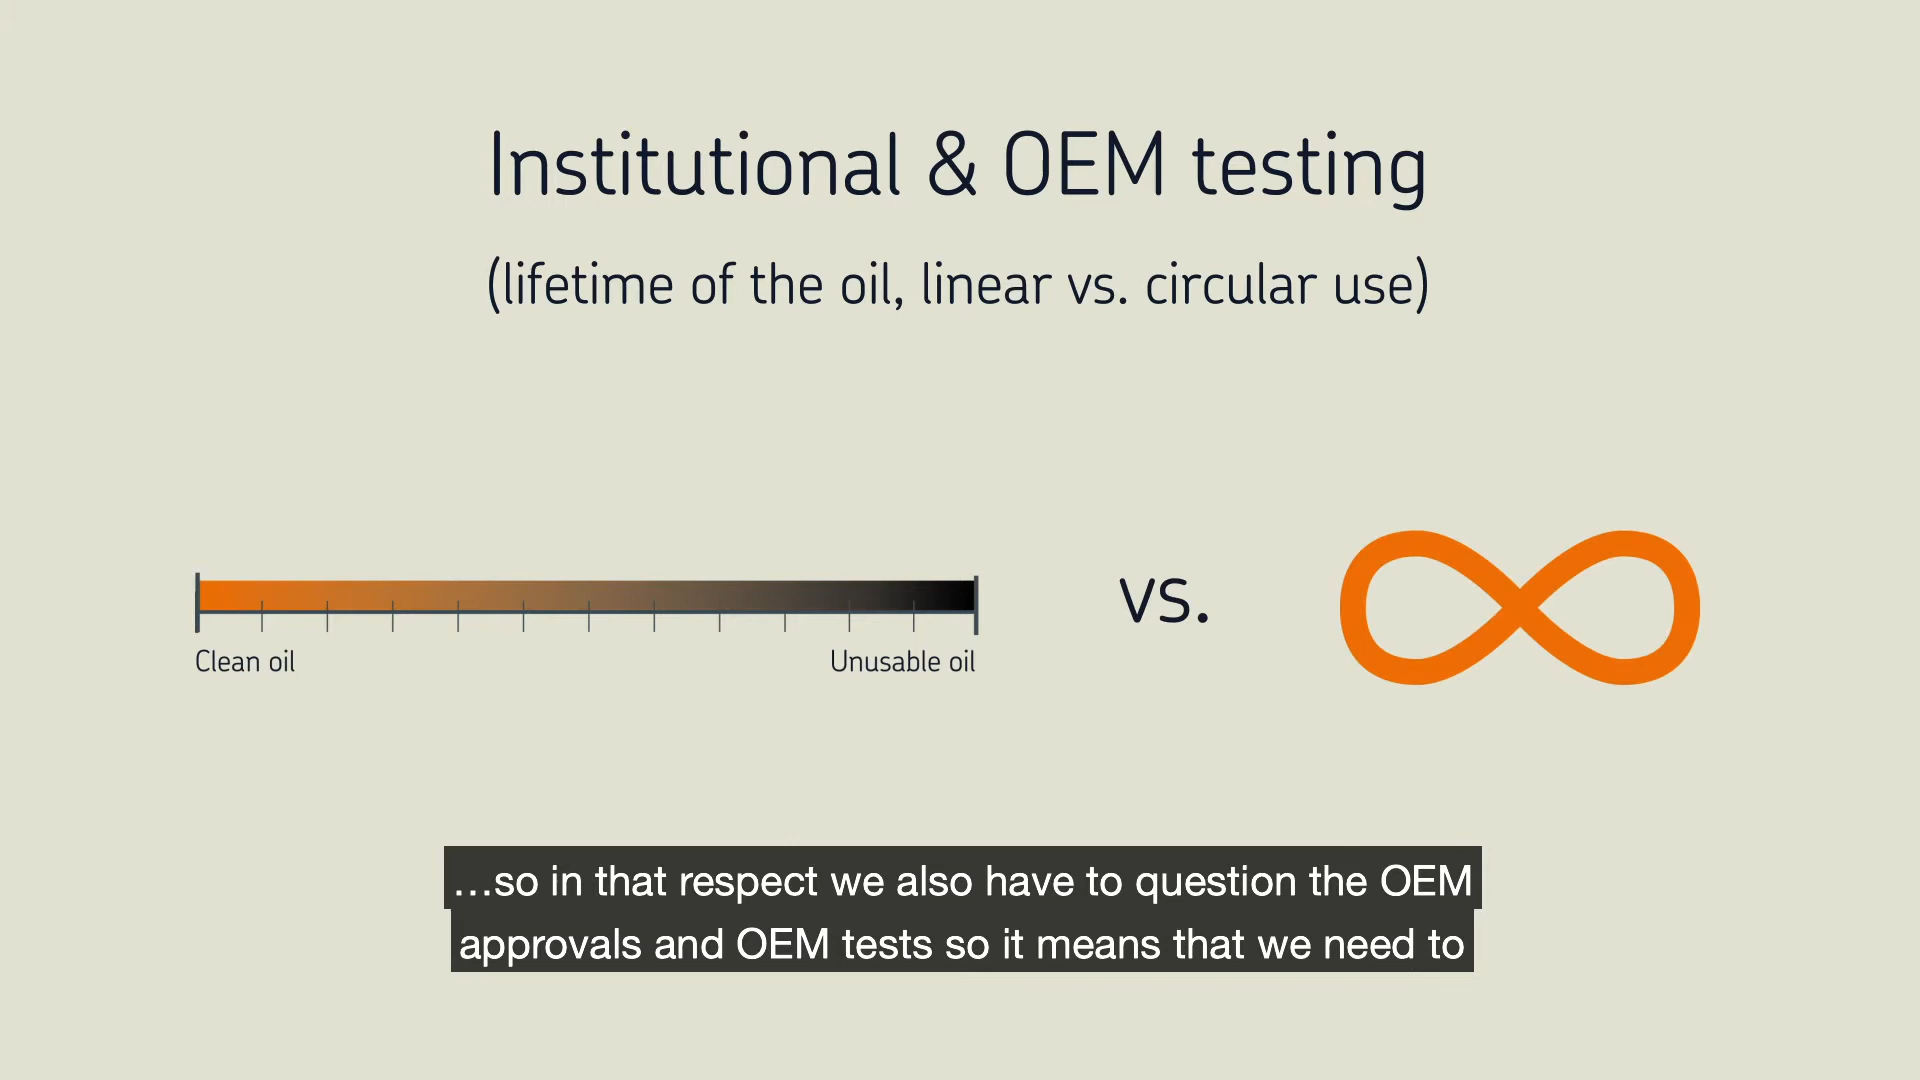 Institutional & OEM testing
(lifetime of the oil, linear vs. circular use)
vs.
Clean oil
Unusable oil
...so in that respect we also have to question the OEM
approvals and OEM tests so it means that we need to